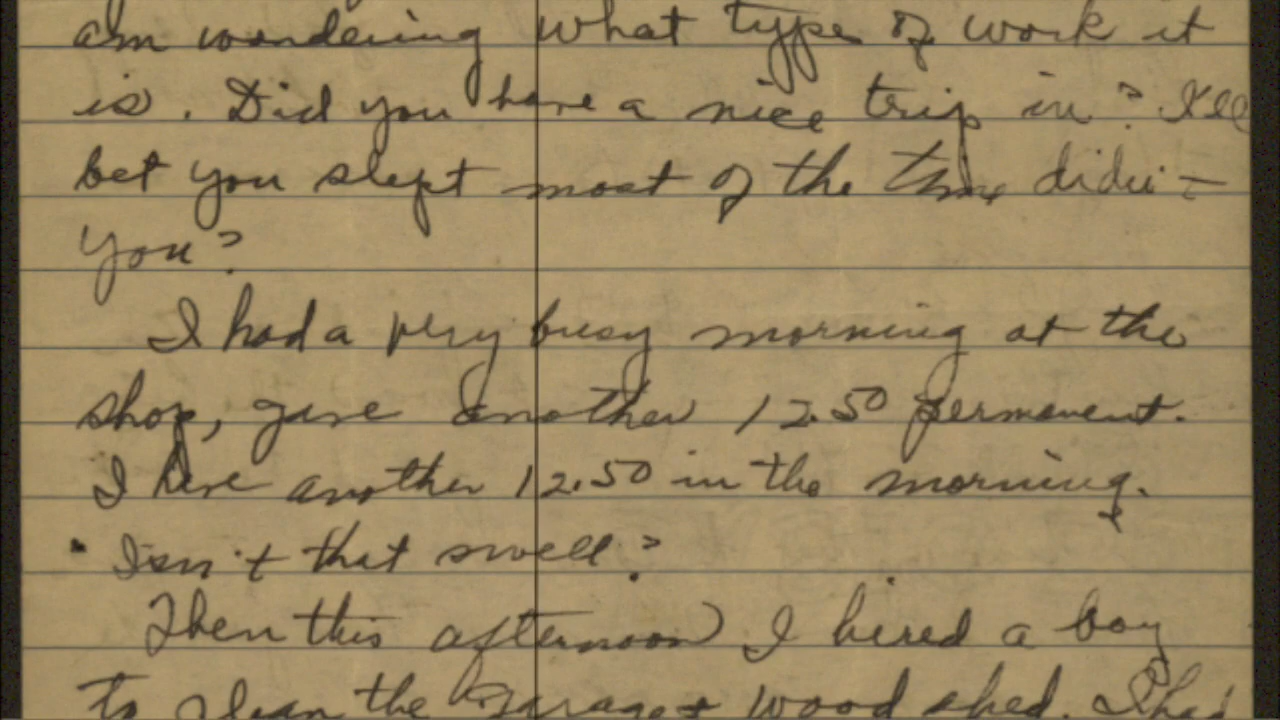 am wondering what type of work it
is. Did you have a nice trip in? I'll
bet you slept most of the time didn't
you?
I had a very busy morning at the
shop, gave another 12.50 permanent.
I have another 12.50 in the morning.
Isn't that swell?
Then this afternoon I hired a boy
to clean the garage & wood shed. I had